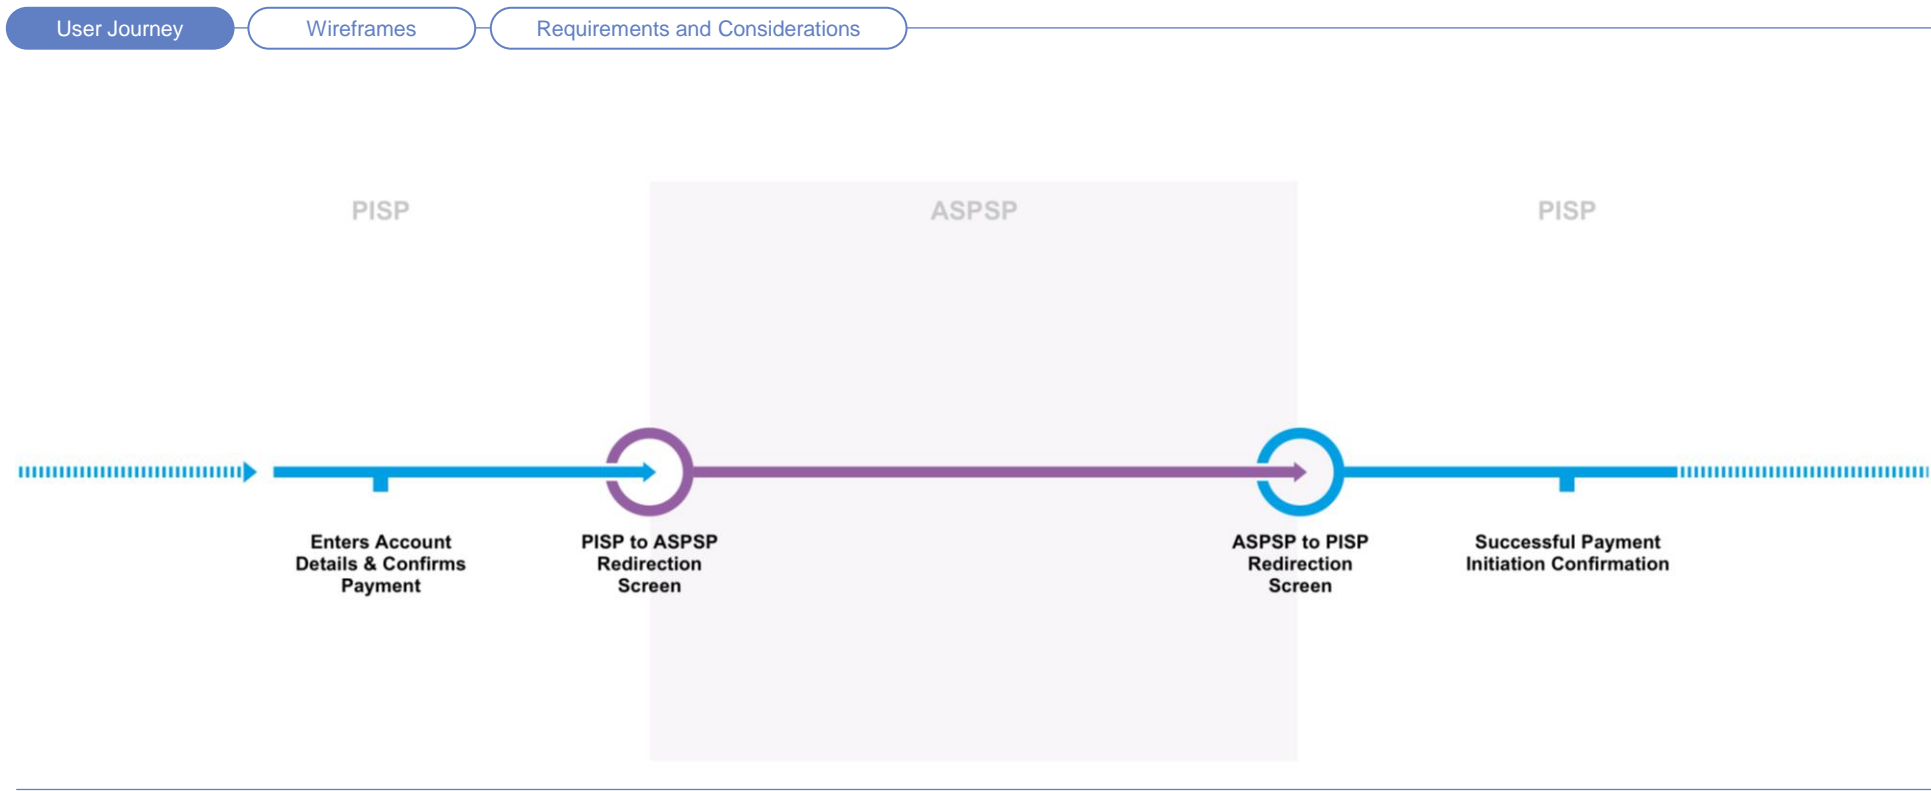 User Journey
Wireframes
Requirements and Considerations
PISP
ASPSP
PISP
Enters Account
Details & Confirms
Payment
PISP to ASPSP
Redirection
Screen
ASPSP to PISP
Redirection
Screen
Successful Payment
Initiation Confirmation